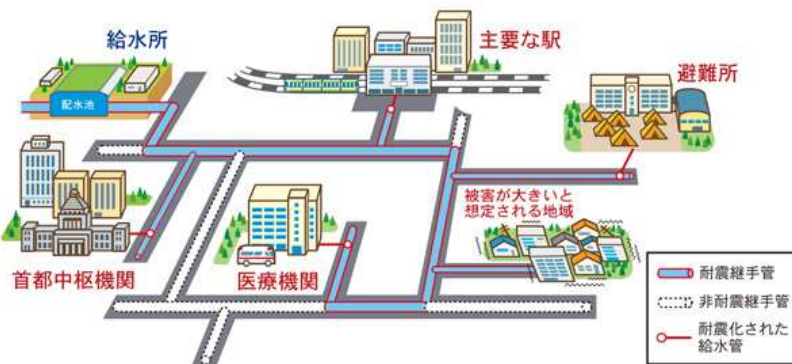 給水所
配水池
主要な駅
避難所
首都中枢機関
医療機関
被害が大きいと
想定される地域
耐震継手管
非耐震継手管
耐震化された
給水管